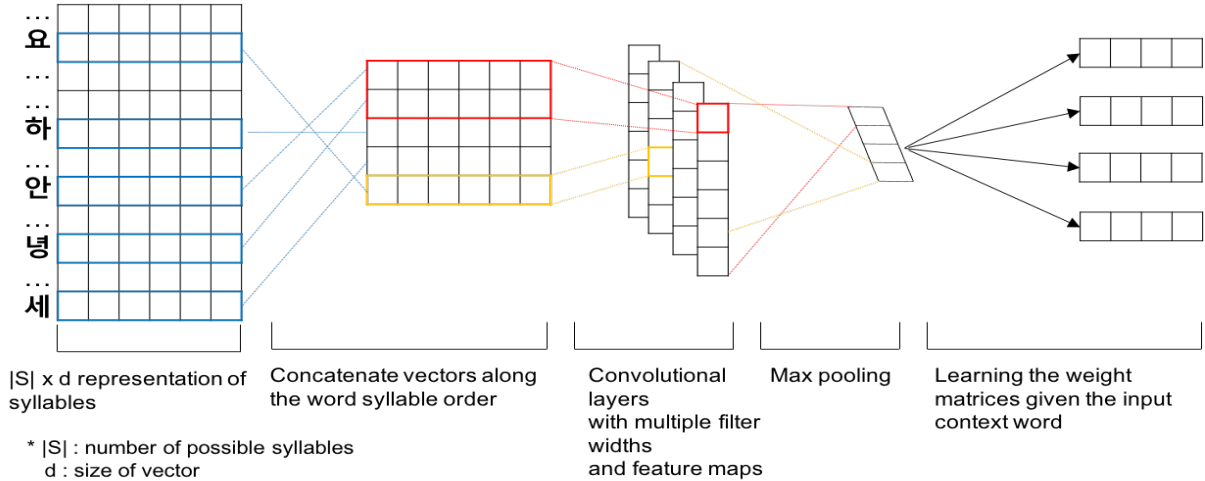 ...
요
...
...
하
...
안
...
녕
...
세
|S| x d representation of
syllables
* |S| : number of possible syllables
d : size of vector
Concatenate vectors along
the word syllable order
Convolutional
layers
with multiple filter
widths
and feature maps
Max pooling
Learning the weight
matrices given the input
context word